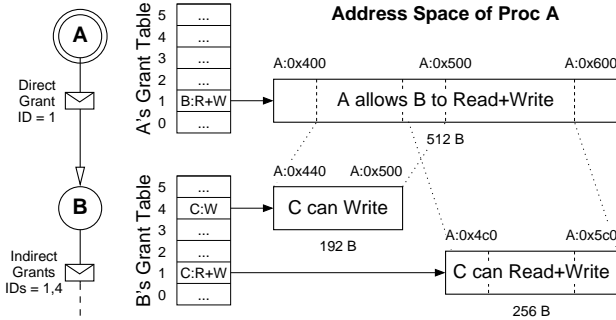 Address Space of Proc A
A
Direct
Grant
ID = 1
A's Grant Table
5 ...
4 ...
3 ...
2 ...
1 B:R+W
0 ...
A:0x400 A:0x500 A:0x600
A allows B to Read+Write
512 B
B
Indirect
Grants
IDs = 1,4
B's Grant Table
5 ...
4 C:W
3 ...
2 ...
1 C:R+W
0 ...
A:0x440 A:0x500
C can Write
192 B
A:0x4c0 A:0x5c0
C can Read+Write
256 B